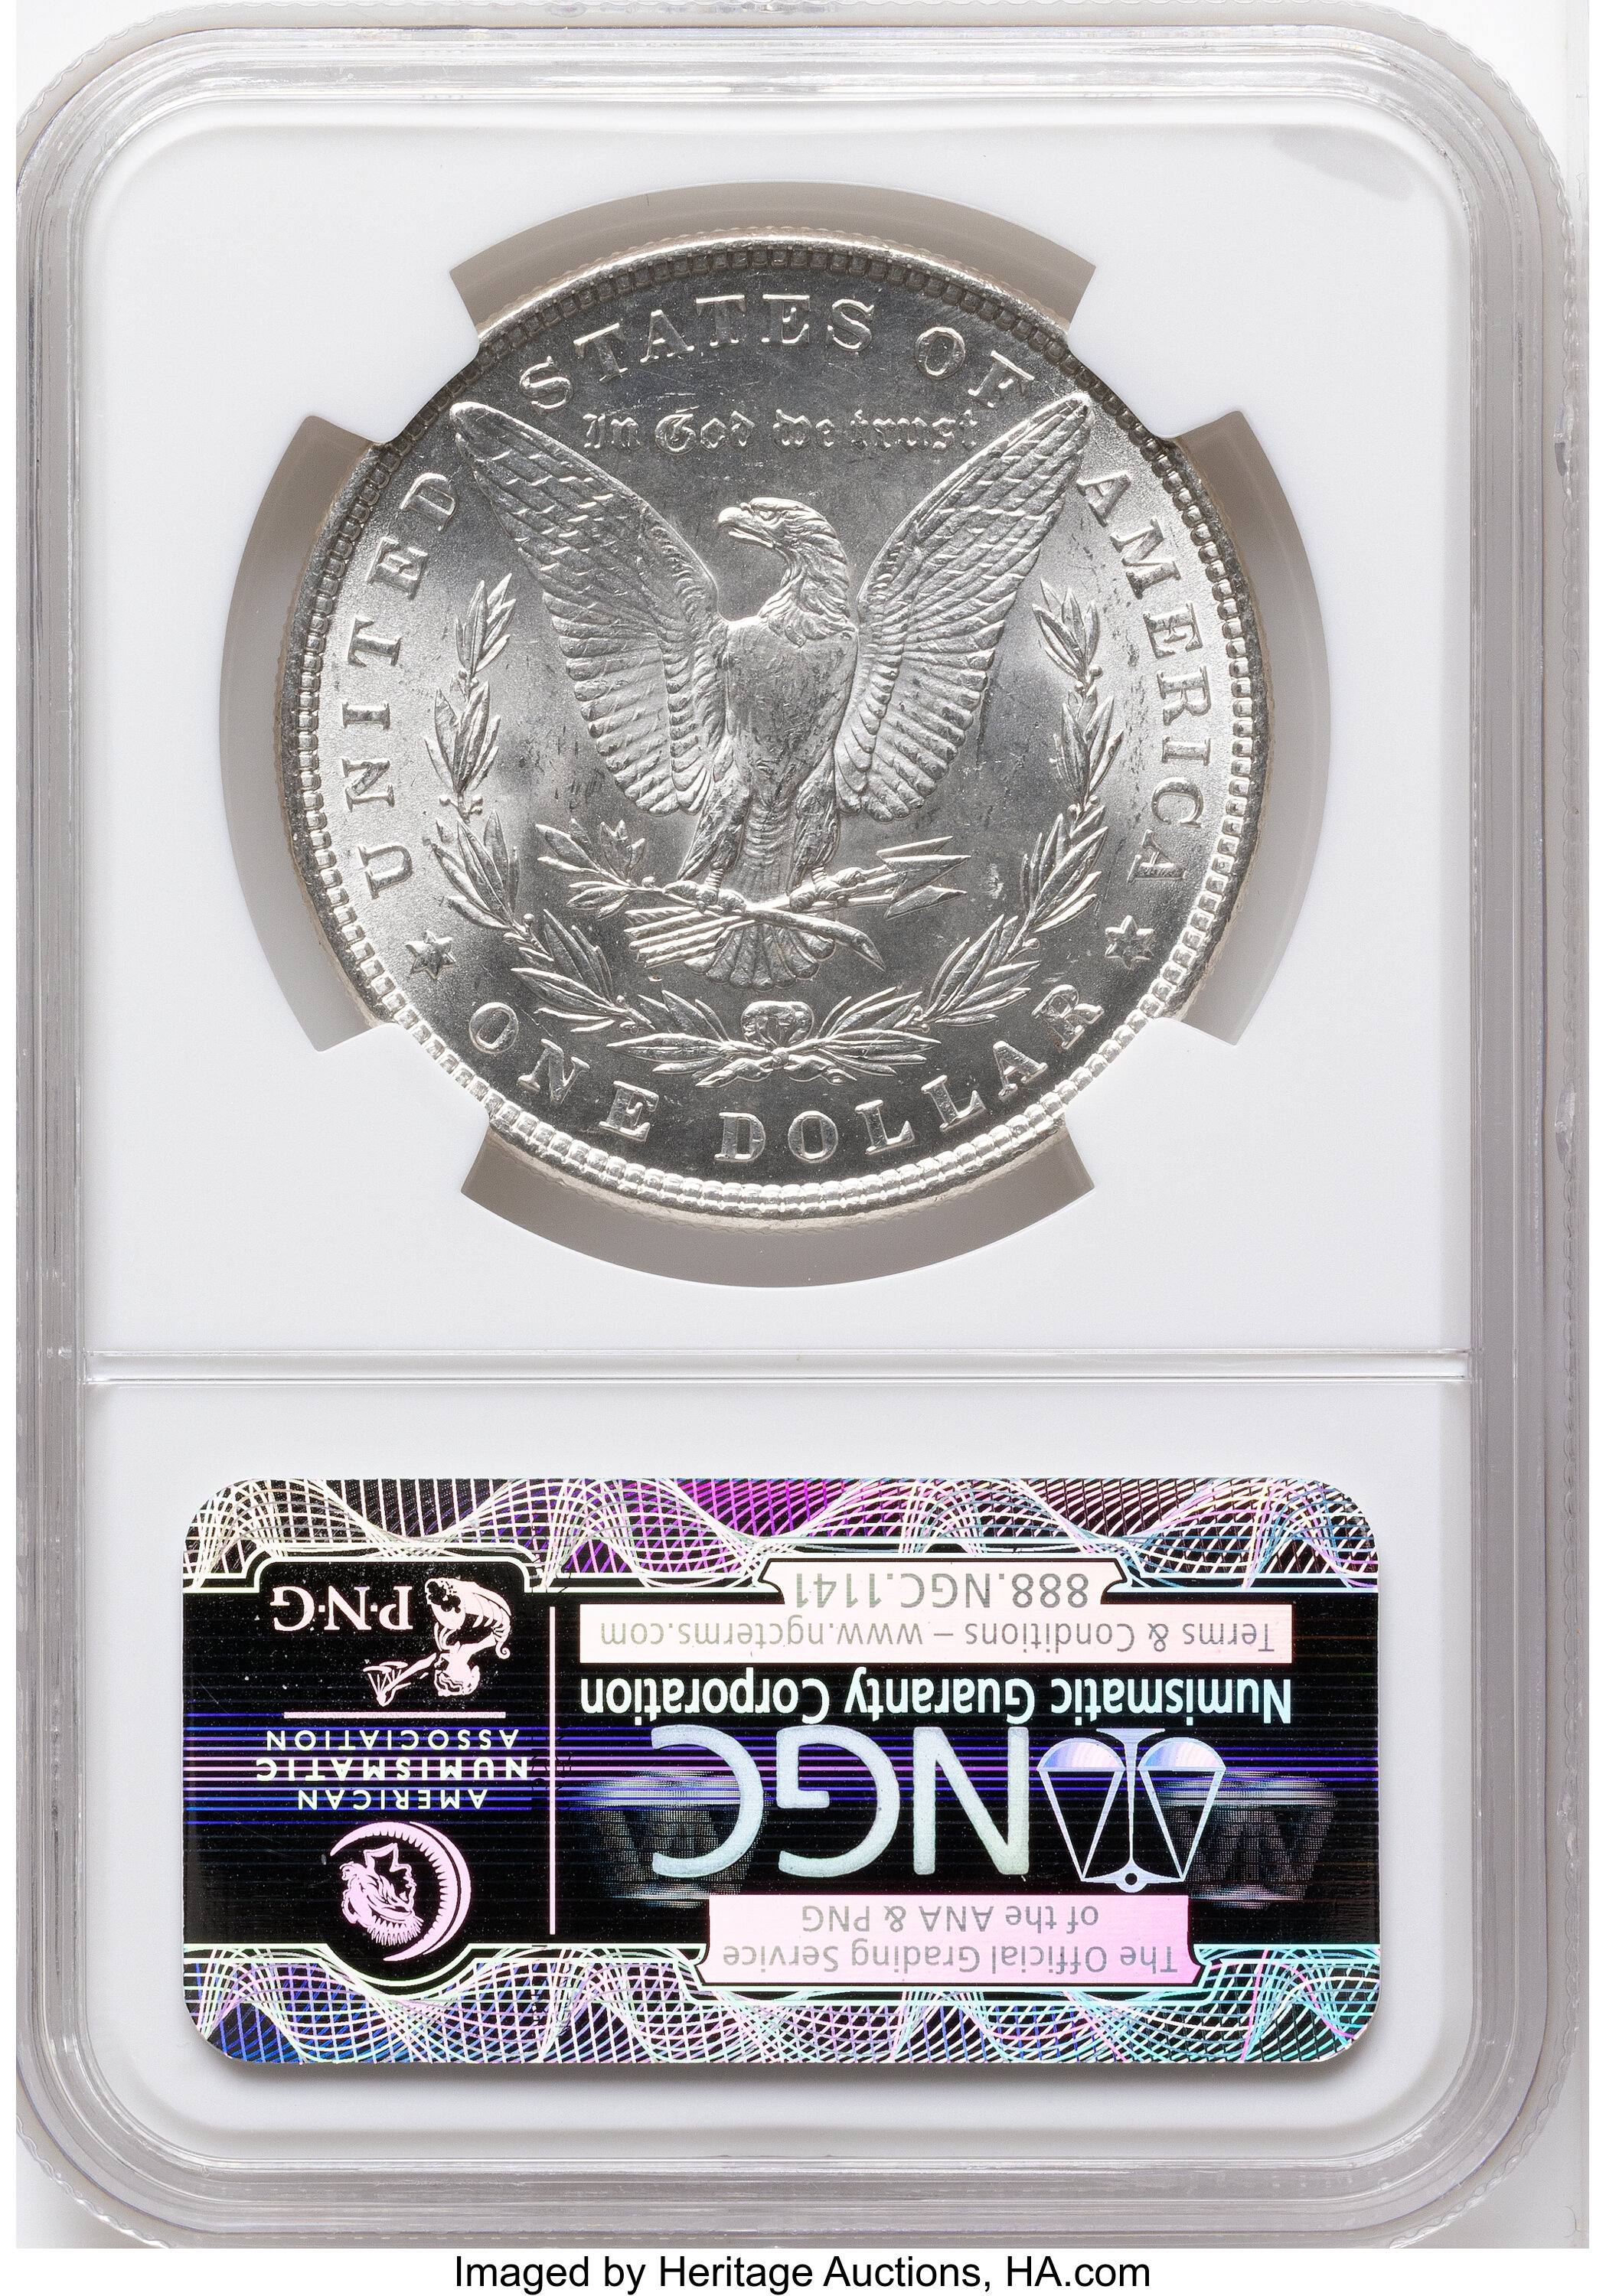 UNITED STATES OF AMERICA
In God we trust
ONE DOLLAR
The Official Grading Service
of the ANA & PNG
NGC
Numismatic Guaranty Corporation
Terms & Conditions – www.ngcterms.com
888.NGC.1141
AMERICAN
NUMISMATIC
ASSOCIATION
P·N·G
Imaged by Heritage Auctions, HA.com